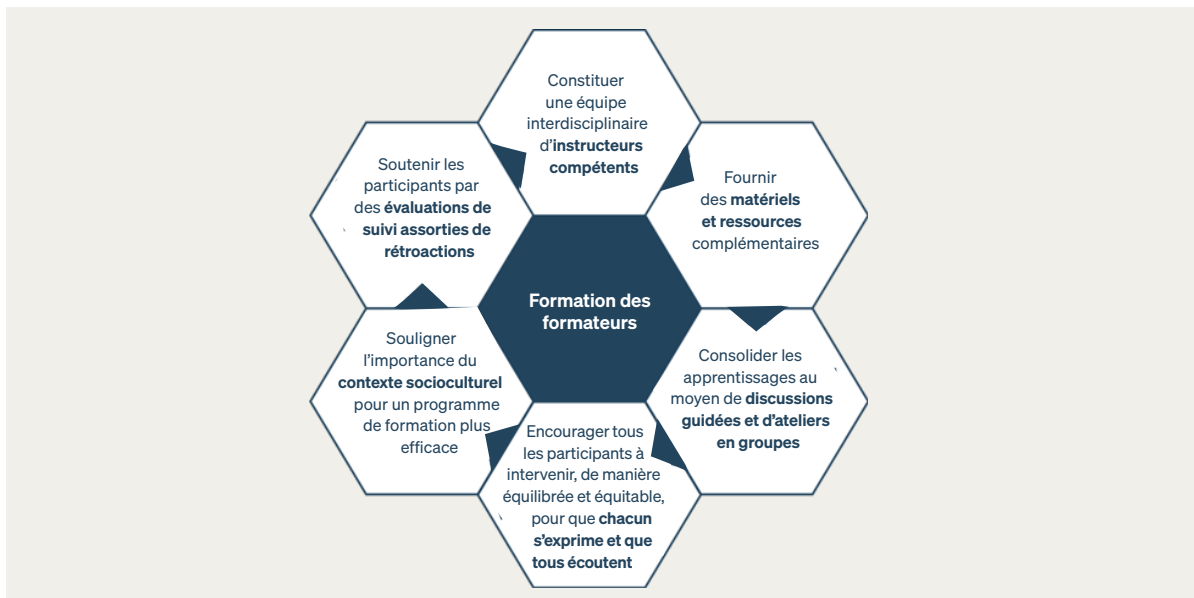 Constituer
une équipe
interdisciplinaire
d’instructeurs
compétents
Fournir
des matériels
et ressources
complémentaires
Consolider les
apprentissages au
moyen de discussions
guidées et d’ateliers
en groupes
Encourager tous
les participants à
intervenir, de manière
équilibrée et équitable,
pour que chacun
s’exprime et que
tous écoutent
Souligner
l’importance du
contexte socioculturel
pour un programme
de formation plus
efficace
Soutenir les
participants par
des évaluations de
suivi assorties de
rétroactions
Formation des
formateurs